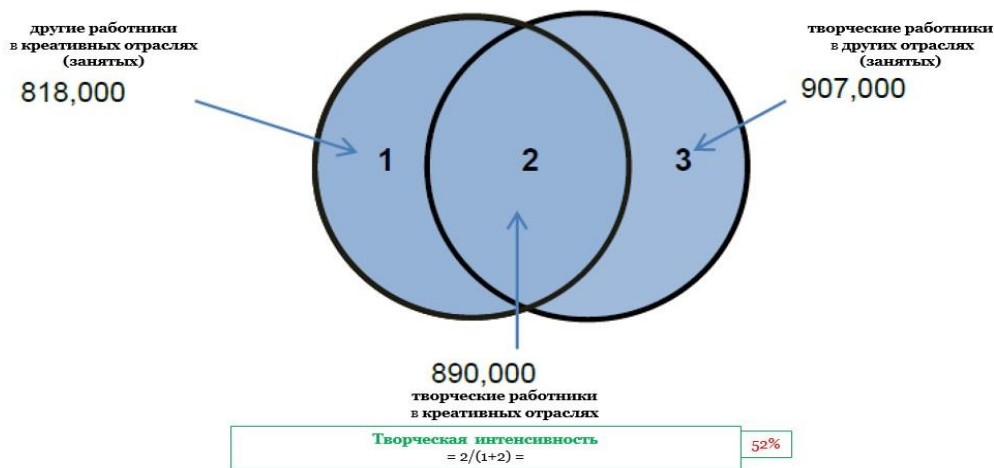 другие работники
в креативных отраслях
(занятых)
818,000
творческие работники
в других отраслях
(занятых)
907,000
1
2
3
890,000
творческие работники
в креативных отраслях
Творческая интенсивность
= 2/(1+2) =
52%